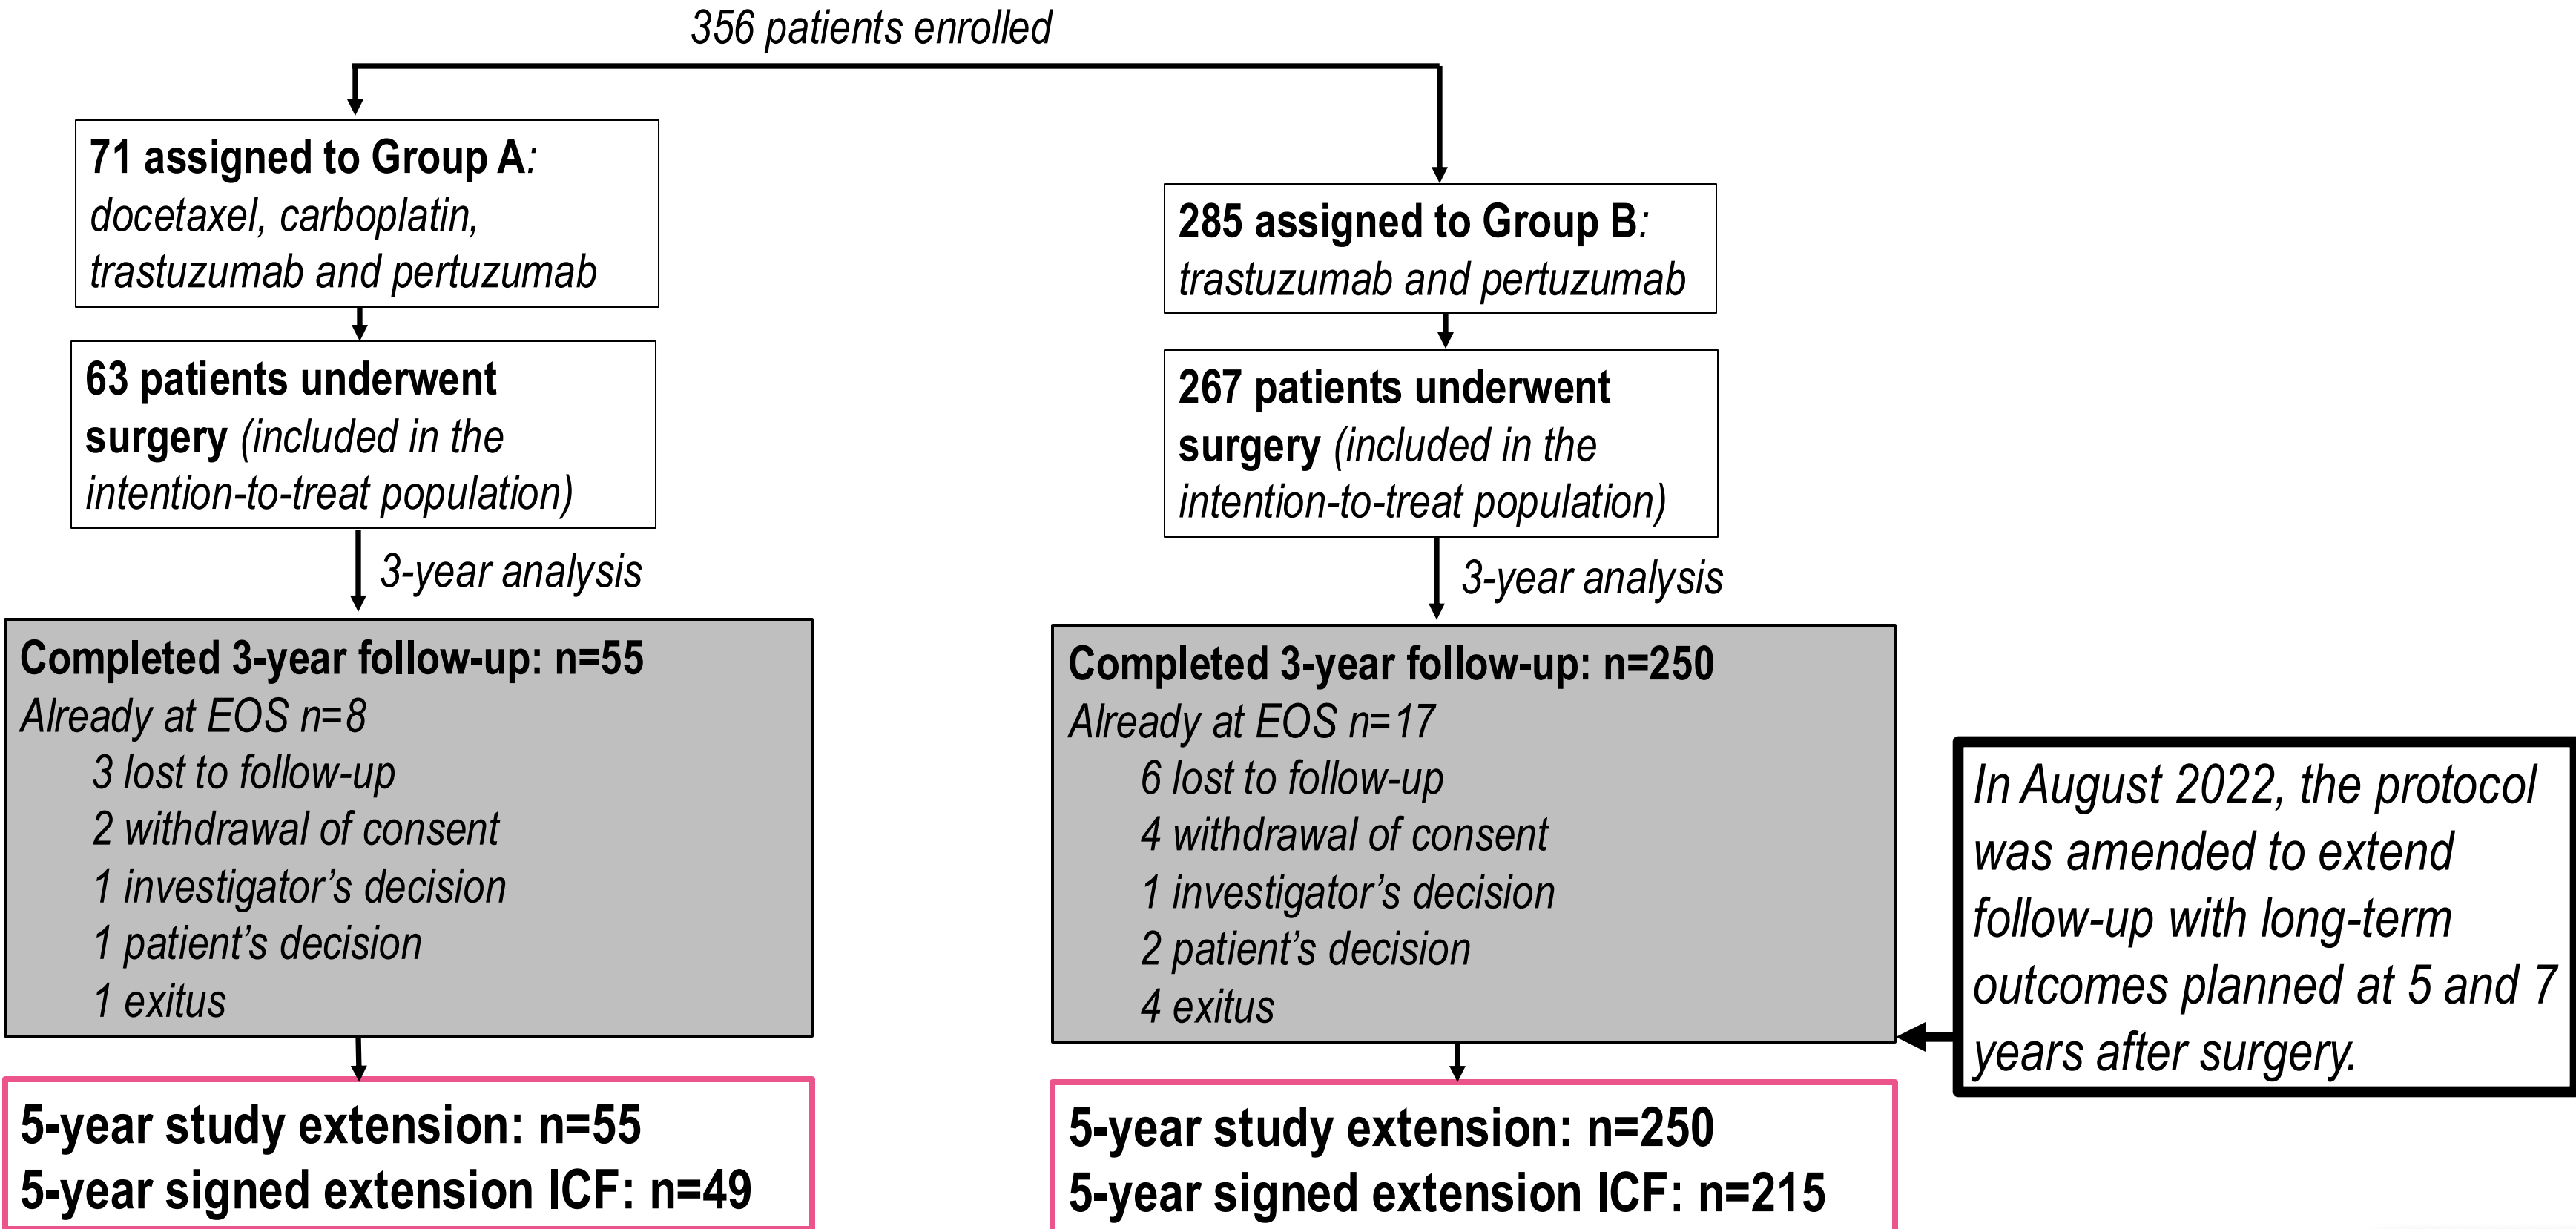 356 patients enrolled
71 assigned to Group A:
docetaxel, carboplatin,
trastuzumab and pertuzumab
285 assigned to Group B:
trastuzumab and pertuzumab
63 patients underwent
surgery (included in the
intention-to-treat population)
267 patients underwent
surgery (included in the
intention-to-treat population)
3-year analysis
3-year analysis
Completed 3-year follow-up: n=55
Already at EOS n=8
3 lost to follow-up
2 withdrawal of consent
1 investigator’s decision
1 patient’s decision
1 exitus
Completed 3-year follow-up: n=250
Already at EOS n=17
6 lost to follow-up
4 withdrawal of consent
1 investigator’s decision
2 patient’s decision
4 exitus
In August 2022, the protocol
was amended to extend
follow-up with long-term
outcomes planned at 5 and 7
years after surgery.
5-year study extension: n=55
5-year signed extension ICF: n=49
5-year study extension: n=250
5-year signed extension ICF: n=215